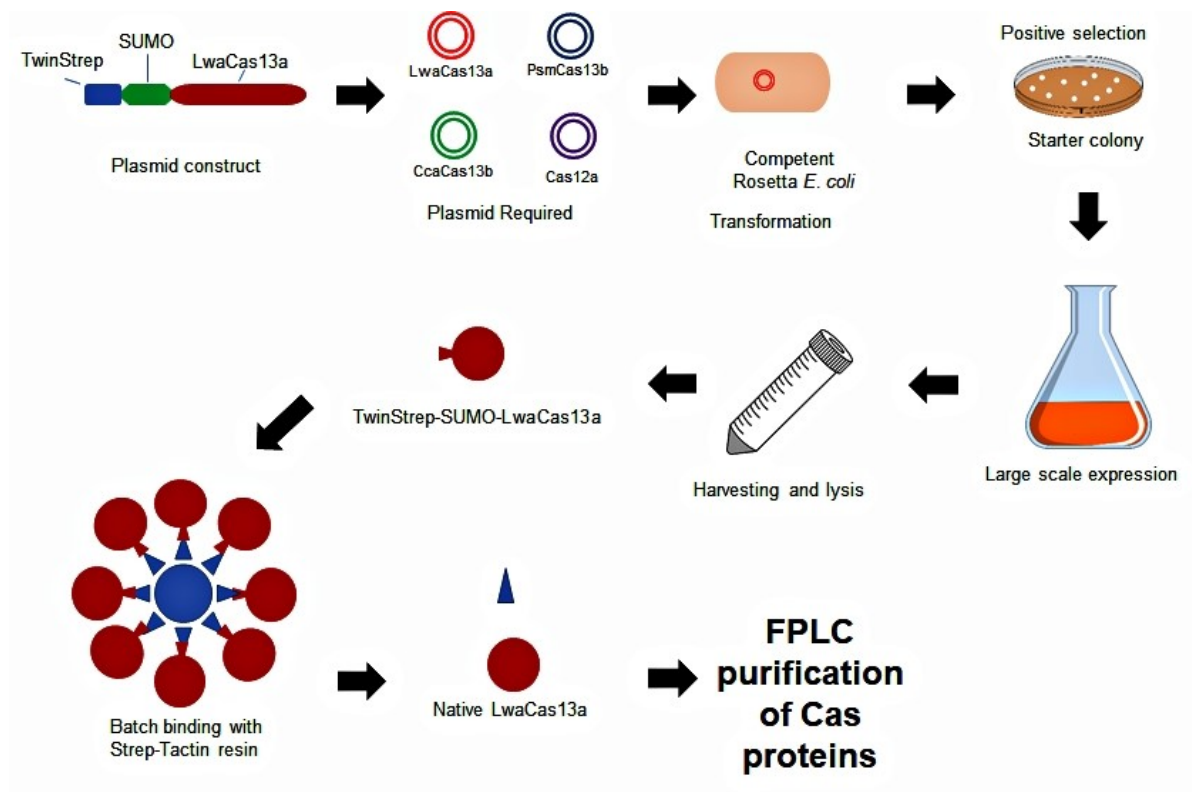 TwinStrep
SUMO
LwaCas13a
Plasmid construct
LwaCas13a
PsmCas13b
CcaCas13b
Cas12a
Plasmid Required
Competent
Rosetta E. coli
Transformation
Positive selection
Starter colony
Large scale expression
Harvesting and lysis
TwinStrep-SUMO-LwaCas13a
Batch binding with
Strep-Tactin resin
Native LwaCas13a
FPLC
purification
of Cas
proteins